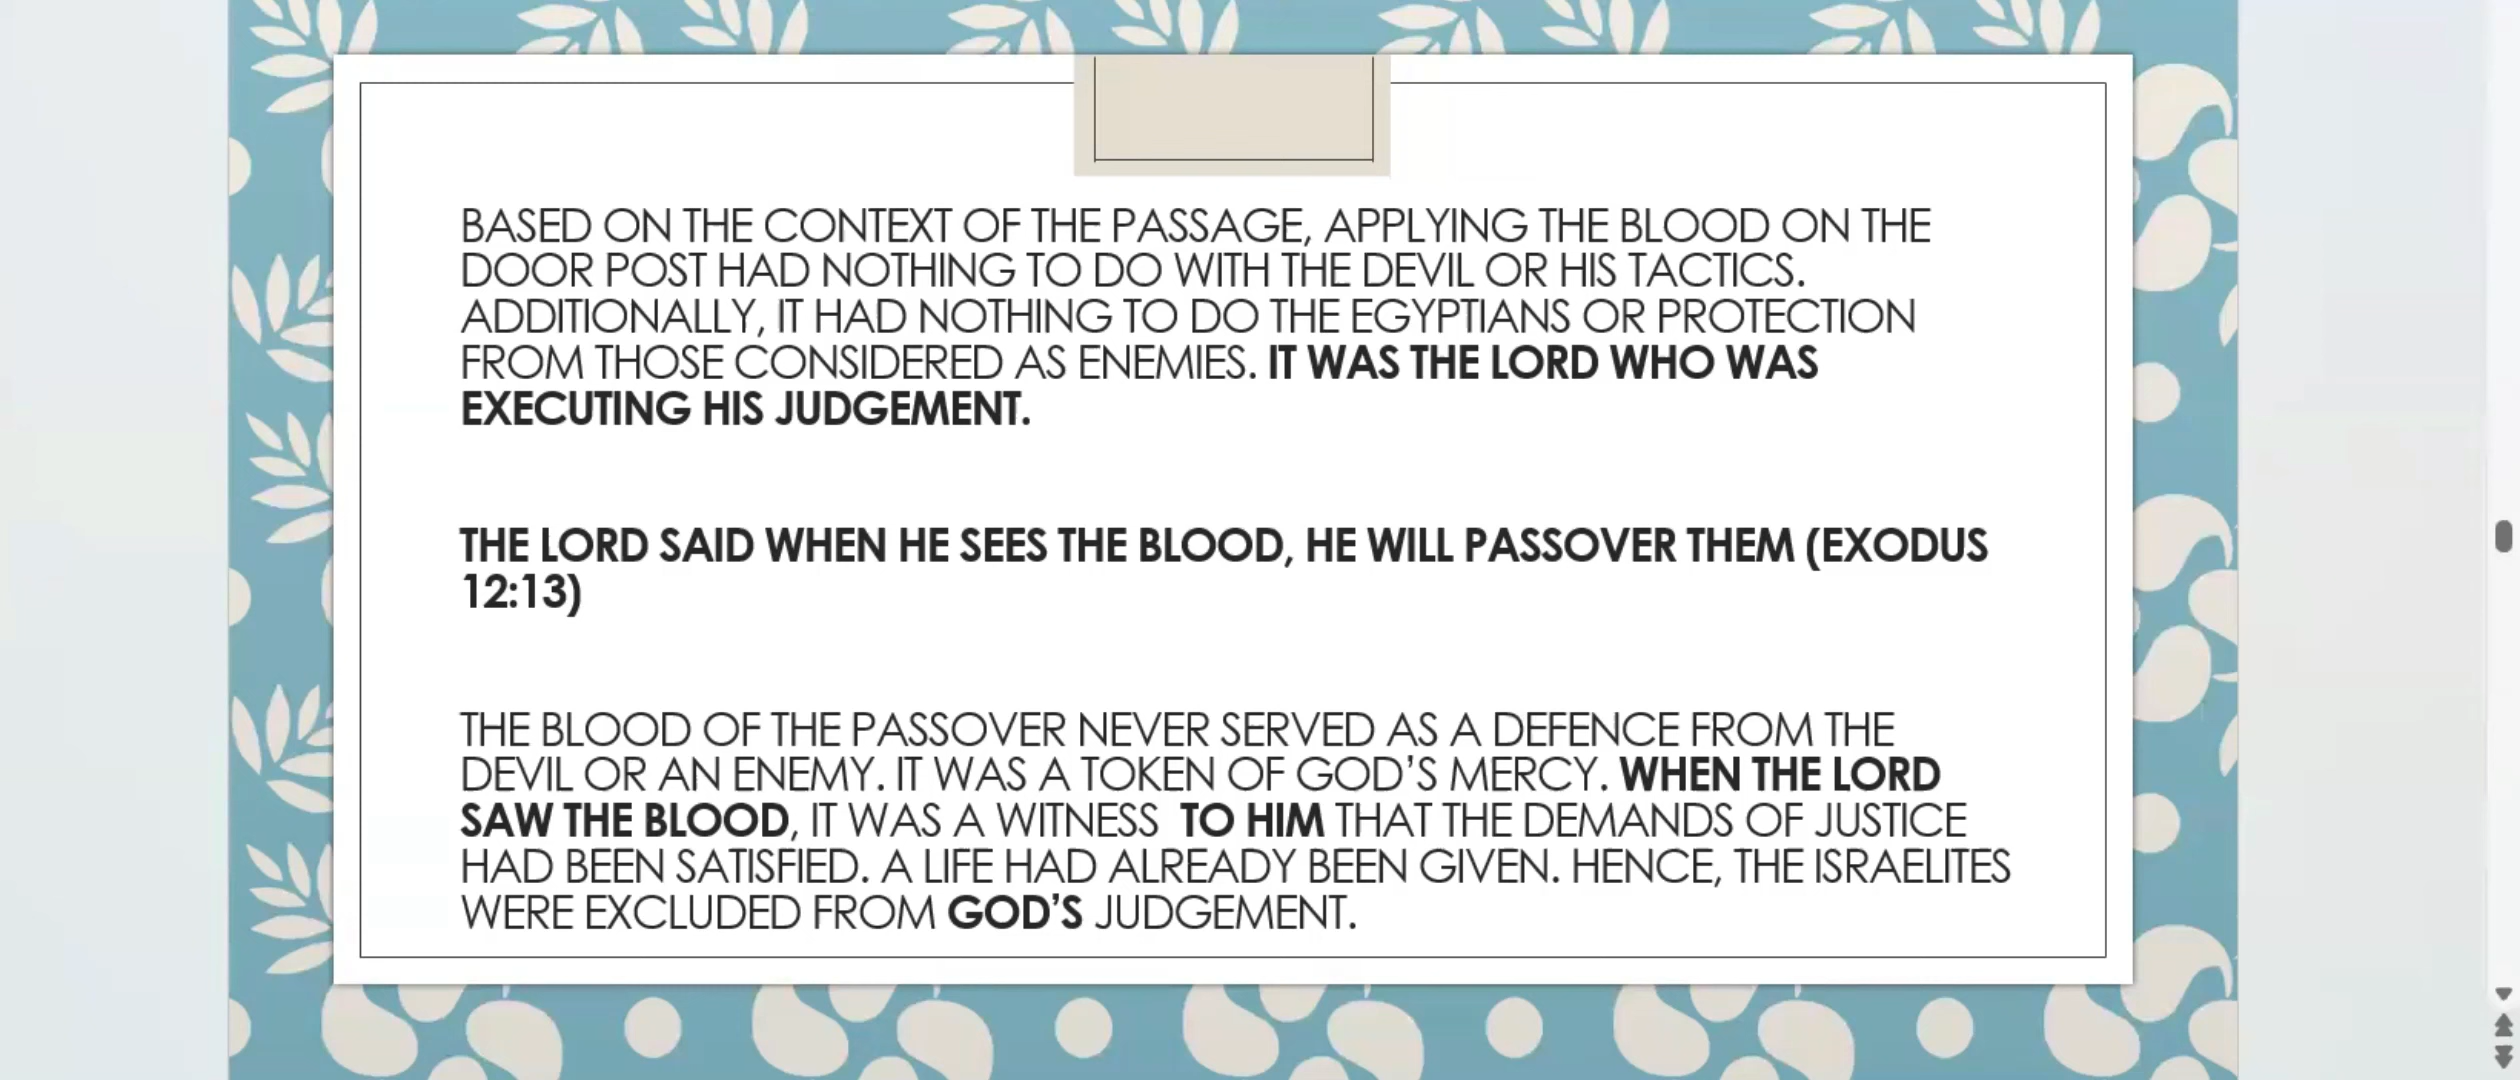 BASED ON THE CONTEXT OF THE PASSAGE, APPLYING THE BLOOD ON THE
DOOR POST HAD NOTHING TO DO WITH THE DEVIL OR HIS TACTICS.
ADDITIONALLY, IT HAD NOTHING TO DO THE EGYPTIANS OR PROTECTION
FROM THOSE CONSIDERED AS ENEMIES. IT WAS THE LORD WHO WAS
EXECUTING HIS JUDGEMENT.
THE LORD SAID WHEN HE SEES THE BLOOD, HE WILL PASSOVER THEM (EXODUS
12:13)
THE BLOOD OF THE PASSOVER NEVER SERVED AS A DEFENCE FROM THE
DEVIL OR AN ENEMY. IT WAS A TOKEN OF GOD'S MERCY. WHEN THE LORD
SAW THE BLOOD, IT WAS A WITNESS TO HIM THAT THE DEMANDS OF JUSTICE
HAD BEEN SATISFIED. A LIFE HAD ALREADY BEEN GIVEN. HENCE, THE ISRAELITES
WERE EXCLUDED FROM GOD'S JUDGEMENT.